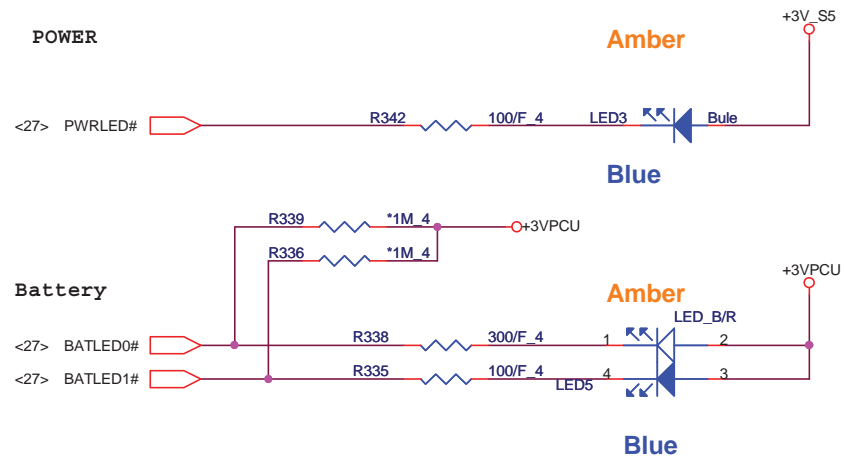 +3V_S5
POWER
Amber
<27> PWRLED#
R342
100/F_4
LED3
Bule
Blue
R339
*1M_4
+3VPCU
R336
*1M_4
+3VPCU
Battery
Amber
LED_B/R
<27> BATLED0#
R338
300/F_4
1
2
<27> BATLED1#
R335
100/F_4
4
3
LED5
Blue